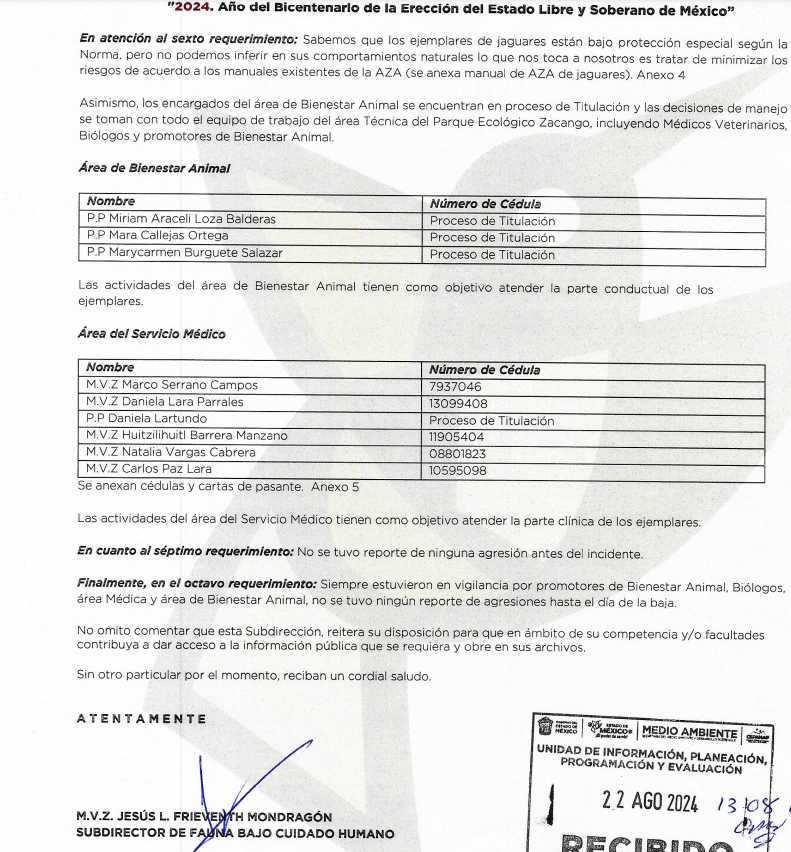 "2024. Año del Bicentenario de la Erección del Estado Libre y Soberano de México"
En atención al sexto requerimiento: Sabemos que los ejemplares de jaguares están bajo protección especial según la
Norma, pero no podemos inferir en sus comportamientos naturales lo que nos toca a nosotros es tratar de minimizar los
riesgos de acuerdo a los manuales existentes de la AZA (se anexa manual de AZA de jaguares). Anexo 4
Asimismo, los encargados del área de Bienestar Animal se encuentran en proceso de Titulación y las decisiones de manejo
se toman con todo el equipo de trabajo del área Técnica del Parque Ecológico Zacango, incluyendo Médicos Veterinarios,
Biólogos y promotores de Bienestar Animal.
Área de Bienestar Animal
Nombre Número de Cédula
P.P Miriam Araceli Loza Balderas Proceso de Titulación
P.P Mara Callejas Ortega Proceso de Titulación
P.P Marycarmen Burguete Salazar Proceso de Titulación
Las actividades del área de Bienestar Animal tienen como objetivo atender la parte conductual de los
ejemplares.
Área del Servicio Médico
Nombre Número de Cédula
M.V.Z Marco Serrano Campos 7937046
M.V.Z Daniela Lara Parrales 13099408
P.P Daniela Lartundo Proceso de Titulación
M.V.Z Huitzilihuitl Barrera Manzano 11905404
M.V.Z Natalia Vargas Cabrera 08801823
M.V.Z Carlos Paz Lara 10595098
Se anexan cédulas y cartas de pasante. Anexo 5
Las actividades del área del Servicio Médico tienen como objetivo atender la parte clínica de los ejemplares.
En cuanto al séptimo requerimiento: No se tuvo reporte de ninguna agresión antes del incidente.
Finalmente, en el octavo requerimiento: Siempre estuvieron en vigilancia por promotores de Bienestar Animal, Biólogos,
área Médica y área de Bienestar Animal, no se tuvo ningún reporte de agresiones hasta el día de la baja.
No omito comentar que esta Subdirección, reitera su disposición para que en ámbito de su competencia y/o facultades
contribuya a dar acceso a la información pública que se requiera y obre en sus archivos.
Sin otro particular por el momento, reciban un cordial saludo.
ATENTAMENTE
M.V.Z. JESÚS L. FRIEVENTH MONDRAGÓN
SUBDIRECTOR DE FAUNA BAJO CUIDADO HUMANO
ESTADO DE MÉXICO
MEDIO AMBIENTE
UNIDAD DE INFORMACIÓN, PLANEACIÓN,
PROGRAMACIÓN Y EVALUACIÓN
22 AGO 2024
RECIBIDO